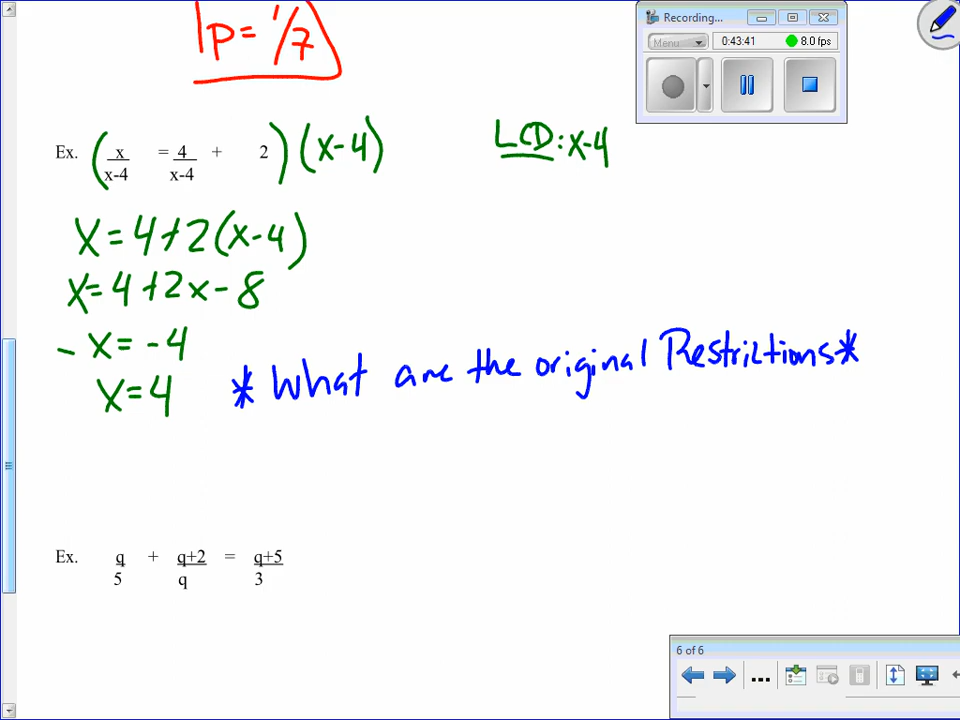 |p = 1/7
Recording...
Menu
0:43:41
8.0 fps
Ex. ( x/x-4 = 4/x-4 + 2 ) (x-4)
LCD: x-4
x = 4 + 2(x-4)
x = 4 + 2x - 8
- x = -4
x = 4
* What are the original Restrictions *
Ex. q/5 + q+2/q = q+5/3
6 of 6
...